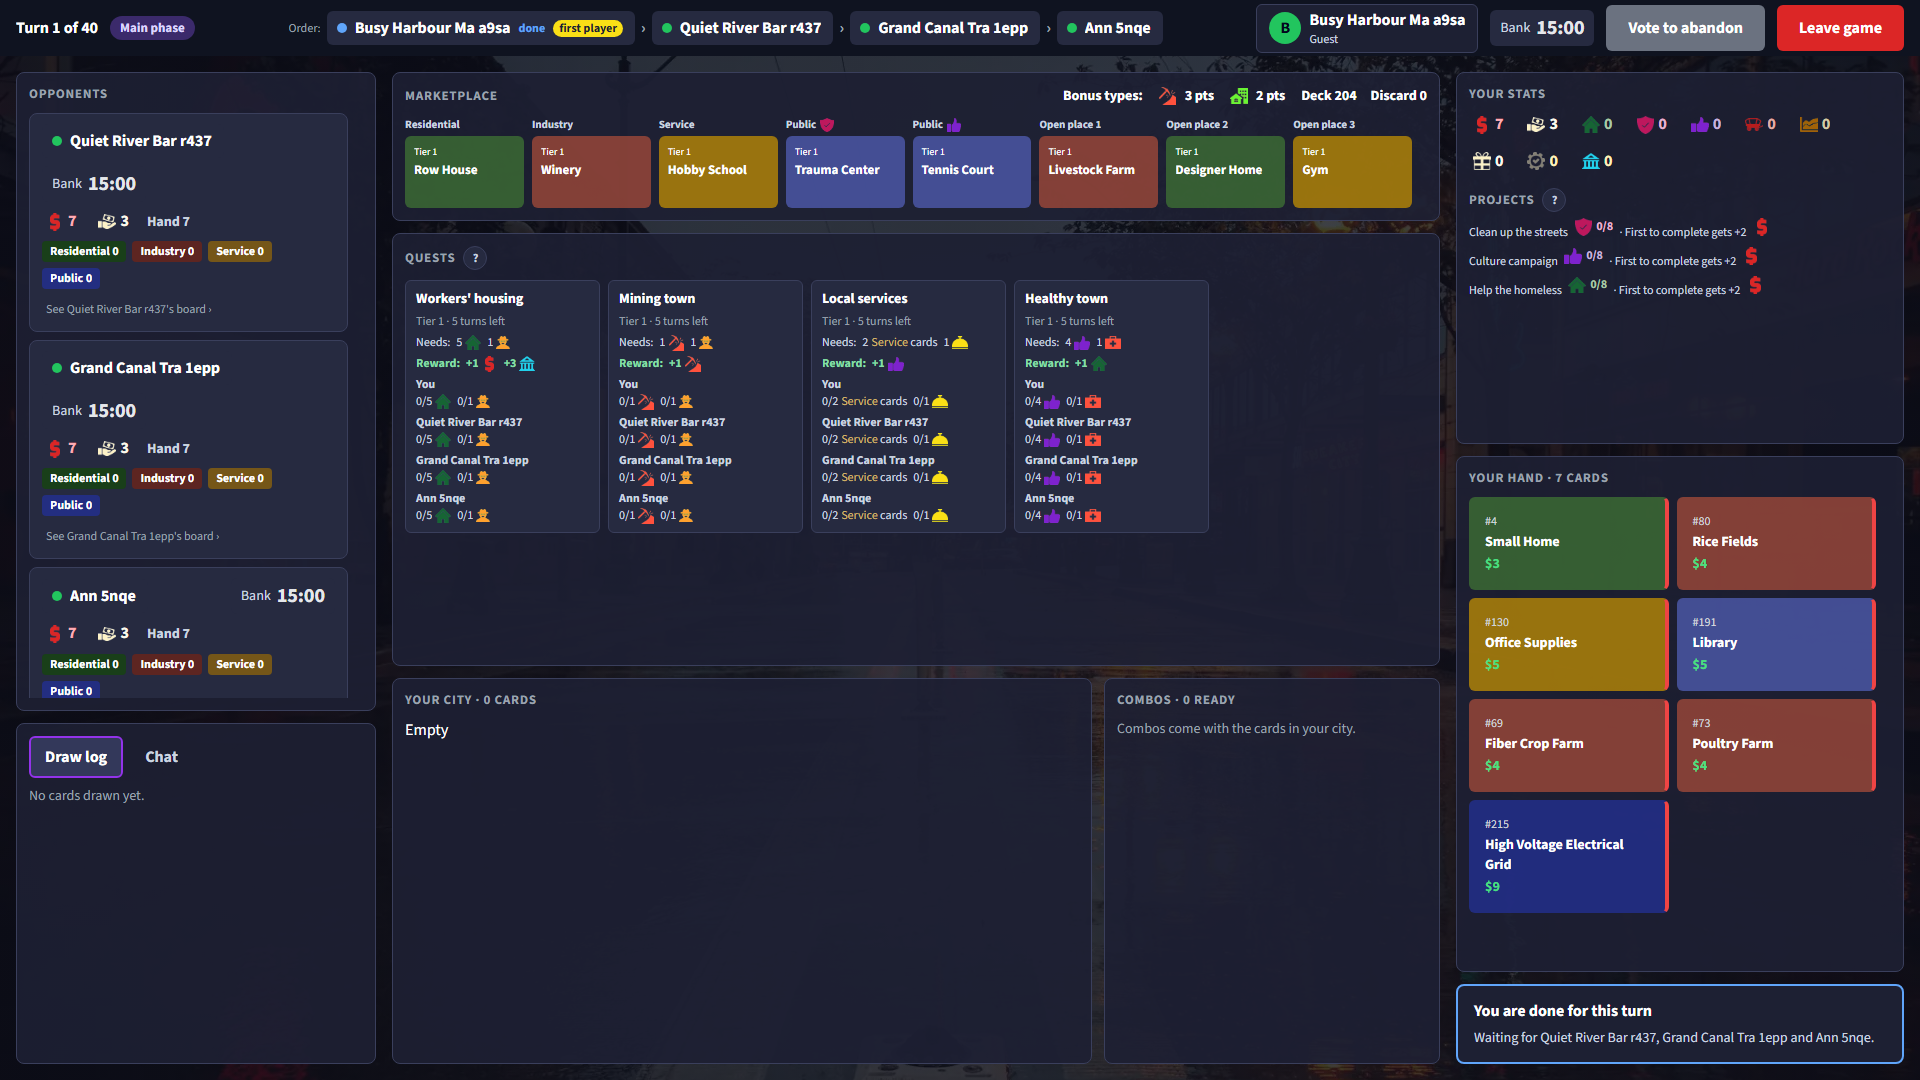 Turn 1 of 40 Main phase Order: Busy Harbour Ma a9sa done first player › Quiet River Bar r437 › Grand Canal Tra 1epp › Ann 5nqe B Busy Harbour Ma a9sa Guest Bank 15:00 Vote to abandon Leave game
OPPONENTS
Quiet River Bar r437
Bank 15:00
7 3 Hand 7
Residential 0 Industry 0 Service 0
Public 0
See Quiet River Bar r437's board ›
Grand Canal Tra 1epp
Bank 15:00
7 3 Hand 7
Residential 0 Industry 0 Service 0
Public 0
See Grand Canal Tra 1epp's board ›
Ann 5nqe Bank 15:00
7 3 Hand 7
Residential 0 Industry 0 Service 0
Public 0
Draw log Chat
No cards drawn yet.
MARKETPLACE Bonus types: 3 pts 2 pts Deck 204 Discard 0
Residential Industry Service Public Public Open place 1 Open place 2 Open place 3
Tier 1 Tier 1 Tier 1 Tier 1 Tier 1 Tier 1 Tier 1 Tier 1
Row House Winery Hobby School Trauma Center Tennis Court Livestock Farm Designer Home Gym
QUESTS ?
Workers' housing
Tier 1 · 5 turns left
Needs: 5 1
Reward: +1 +3
You
0/5 0/1
Quiet River Bar r437
0/5 0/1
Grand Canal Tra 1epp
0/5 0/1
Ann 5nqe
0/5 0/1
Mining town
Tier 1 · 5 turns left
Needs: 1 1
Reward: +1
You
0/1 0/1
Quiet River Bar r437
0/1 0/1
Grand Canal Tra 1epp
0/1 0/1
Ann 5nqe
0/1 0/1
Local services
Tier 1 · 5 turns left
Needs: 2 Service cards 1
Reward: +1
You
0/2 Service cards 0/1
Quiet River Bar r437
0/2 Service cards 0/1
Grand Canal Tra 1epp
0/2 Service cards 0/1
Ann 5nqe
0/2 Service cards 0/1
Healthy town
Tier 1 · 5 turns left
Needs: 4 1
Reward: +1
You
0/4 0/1
Quiet River Bar r437
0/4 0/1
Grand Canal Tra 1epp
0/4 0/1
Ann 5nqe
0/4 0/1
YOUR CITY · 0 CARDS
Empty
COMBOS · 0 READY
Combos come with the cards in your city.
YOUR STATS
7 3 0 0 0 0 0
0 0 0
PROJECTS ?
Clean up the streets 0/8 · First to complete gets +2
Culture campaign 0/8 · First to complete gets +2
Help the homeless 0/8 · First to complete gets +2
YOUR HAND · 7 CARDS
#4
Small Home
$3
#80
Rice Fields
$4
#130
Office Supplies
$5
#191
Library
$5
#69
Fiber Crop Farm
$4
#73
Poultry Farm
$4
#215
High Voltage Electrical
Grid
$9
You are done for this turn
Waiting for Quiet River Bar r437, Grand Canal Tra 1epp and Ann 5nqe.